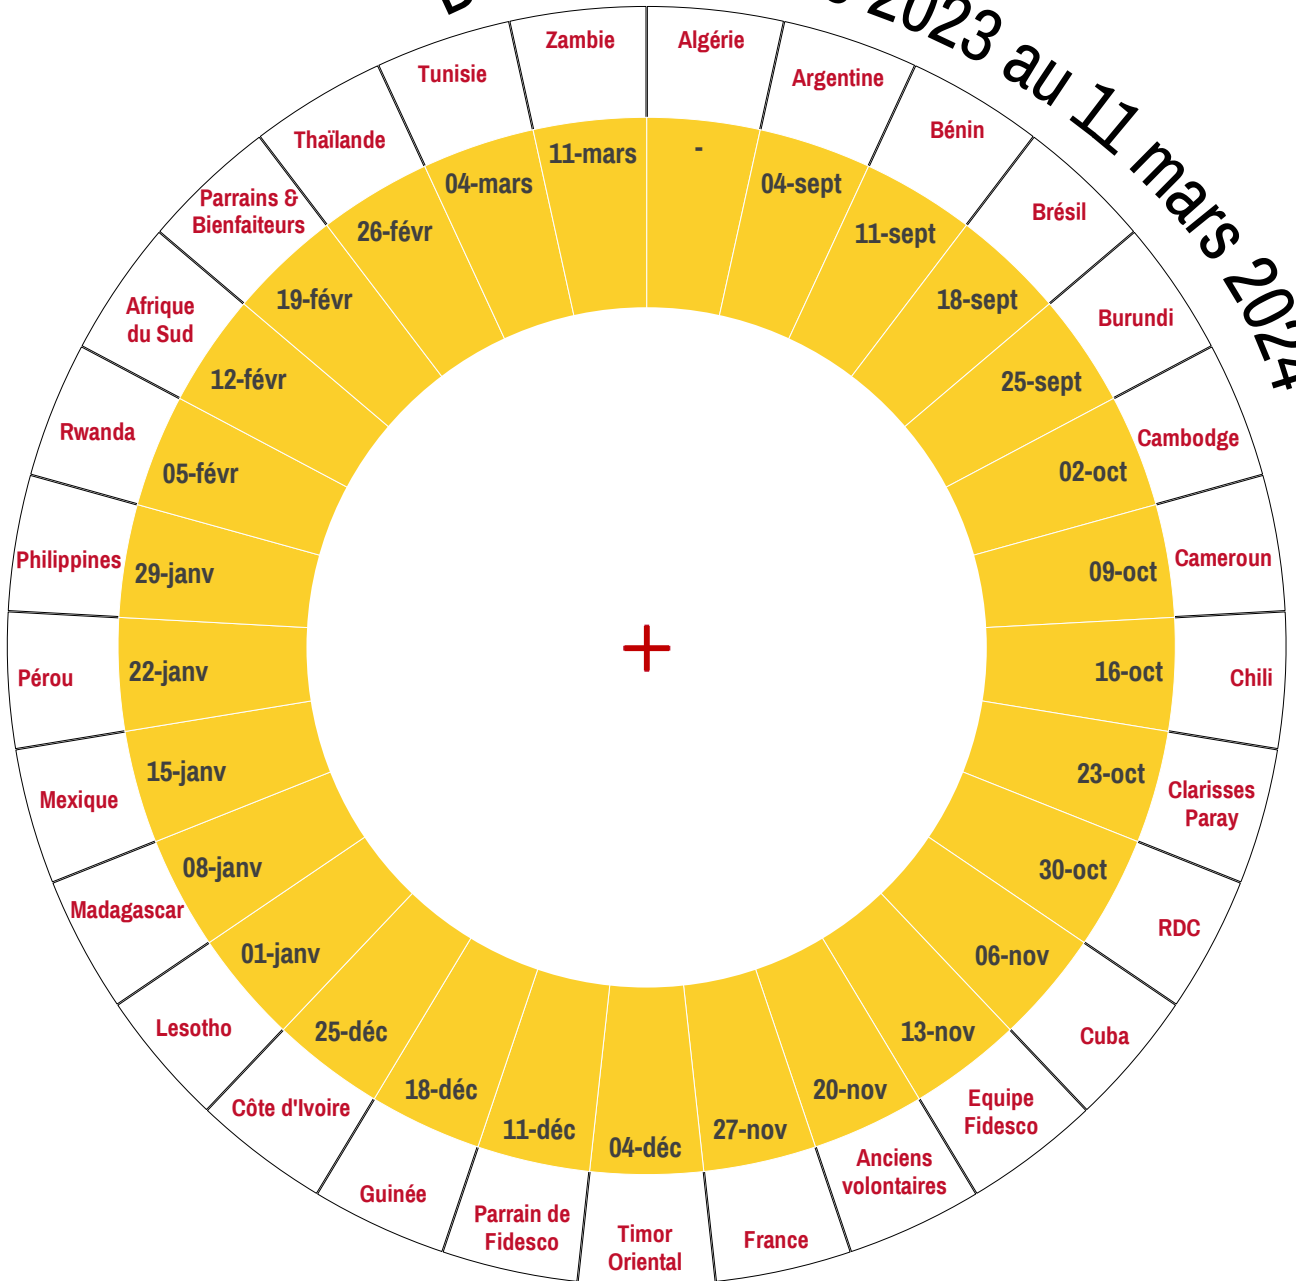 2023 au 11 mars 2024
Algérie
-
Argentine
04-sept
Bénin
11-sept
Brésil
18-sept
Burundi
25-sept
Cambodge
02-oct
Cameroun
09-oct
Chili
16-oct
Clarisses
Paray
23-oct
RDC
30-oct
Cuba
06-nov
Equipe
Fidesco
13-nov
Anciens
volontaires
20-nov
France
27-nov
Timor
Oriental
04-déc
Parrain de
Fidesco
11-déc
Guinée
18-déc
Côte d'Ivoire
25-déc
Lesotho
01-janv
Madagascar
08-janv
Mexique
15-janv
Pérou
22-janv
Philippines
29-janv
Rwanda
05-févr
Afrique
du Sud
12-févr
Parrains &
Bienfaiteurs
19-févr
Thaïlande
26-févr
Tunisie
04-mars
Zambie
11-mars